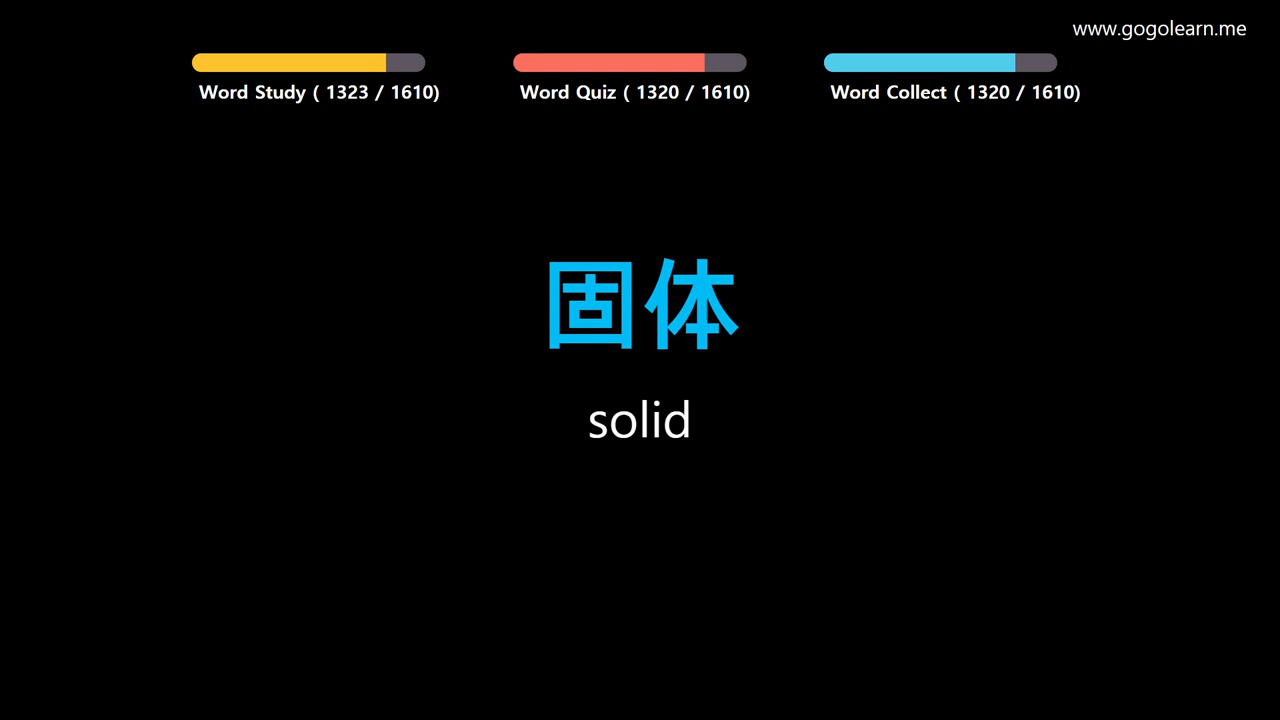 www.gogolearn.me
Word Study ( 1323 / 1610)
Word Quiz ( 1320 / 1610)
Word Collect ( 1320 / 1610)
固体
solid